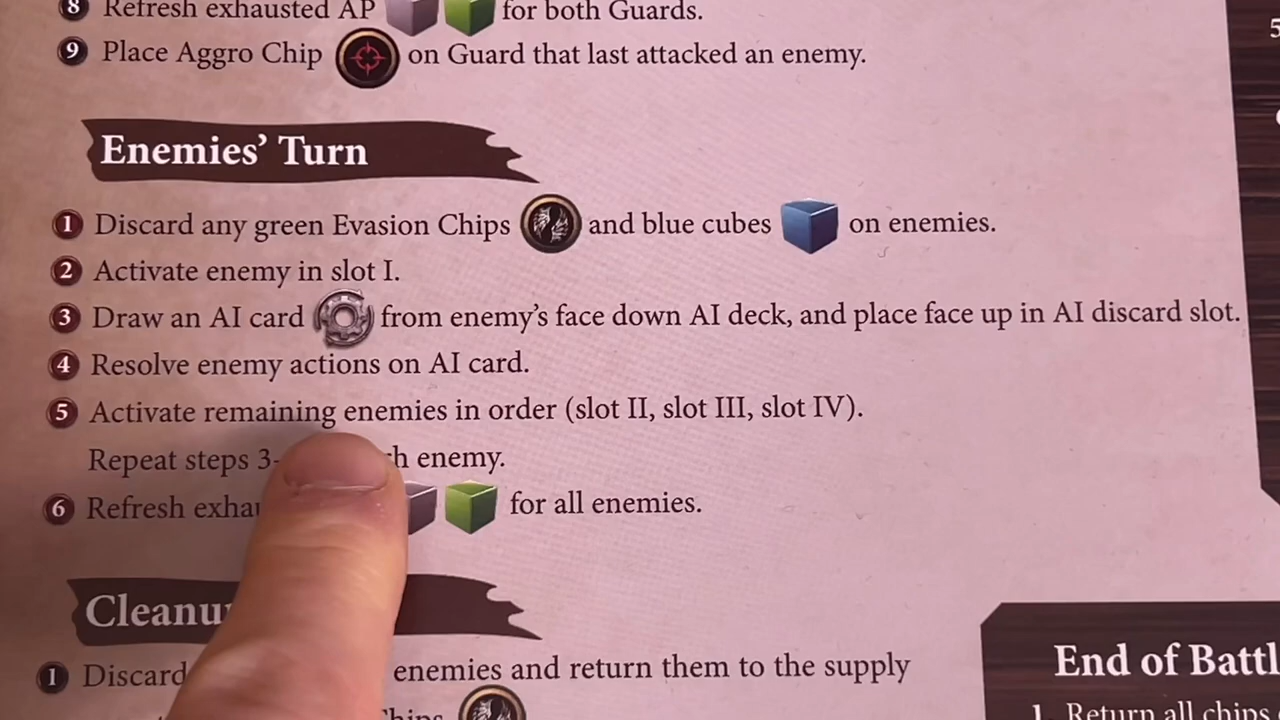 8 Refresh exhausted AP for both Guards.
9 Place Aggro Chip on Guard that last attacked an enemy.
Enemies' Turn
1 Discard any green Evasion Chips and blue cubes on enemies.
2 Activate enemy in slot I.
3 Draw an AI card from enemy's face down AI deck, and place face up in AI discard slot.
4 Resolve enemy actions on AI card.
5 Activate remaining enemies in order (slot II, slot III, slot IV).
Repeat steps 3- enemy.
6 Refresh for all enemies.
1 Discard enemies and return them to the supply
End of
1. Return all chips